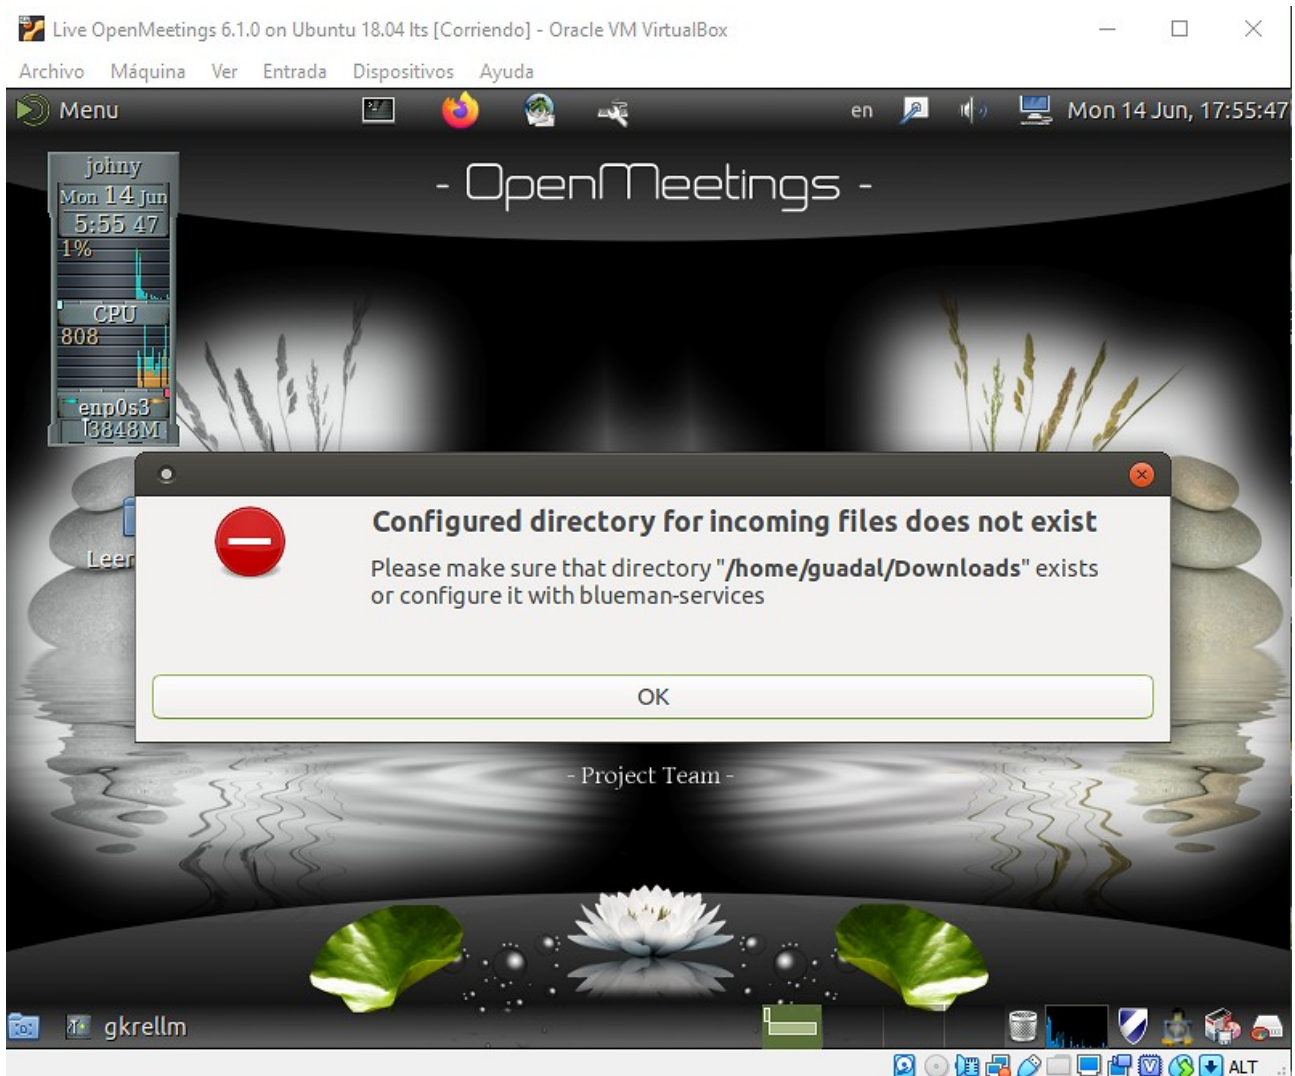 Live OpenMeetings 6.1.0 on Ubuntu 18.04 lts [Corriendo] - Oracle VM VirtualBox
Archivo Máquina Ver Entrada Dispositivos Ayuda
Menu en Mon 14 Jun, 17:55:47
- OpenMeetings -
johny
Mon 14 Jun
5:55 47
1%
CPU
808
enp0s3
3848M
Leer
Configured directory for incoming files does not exist
Please make sure that directory "/home/guadal/Downloads" exists
or configure it with blueman-services
OK
- Project Team -
gkrellm
ALT